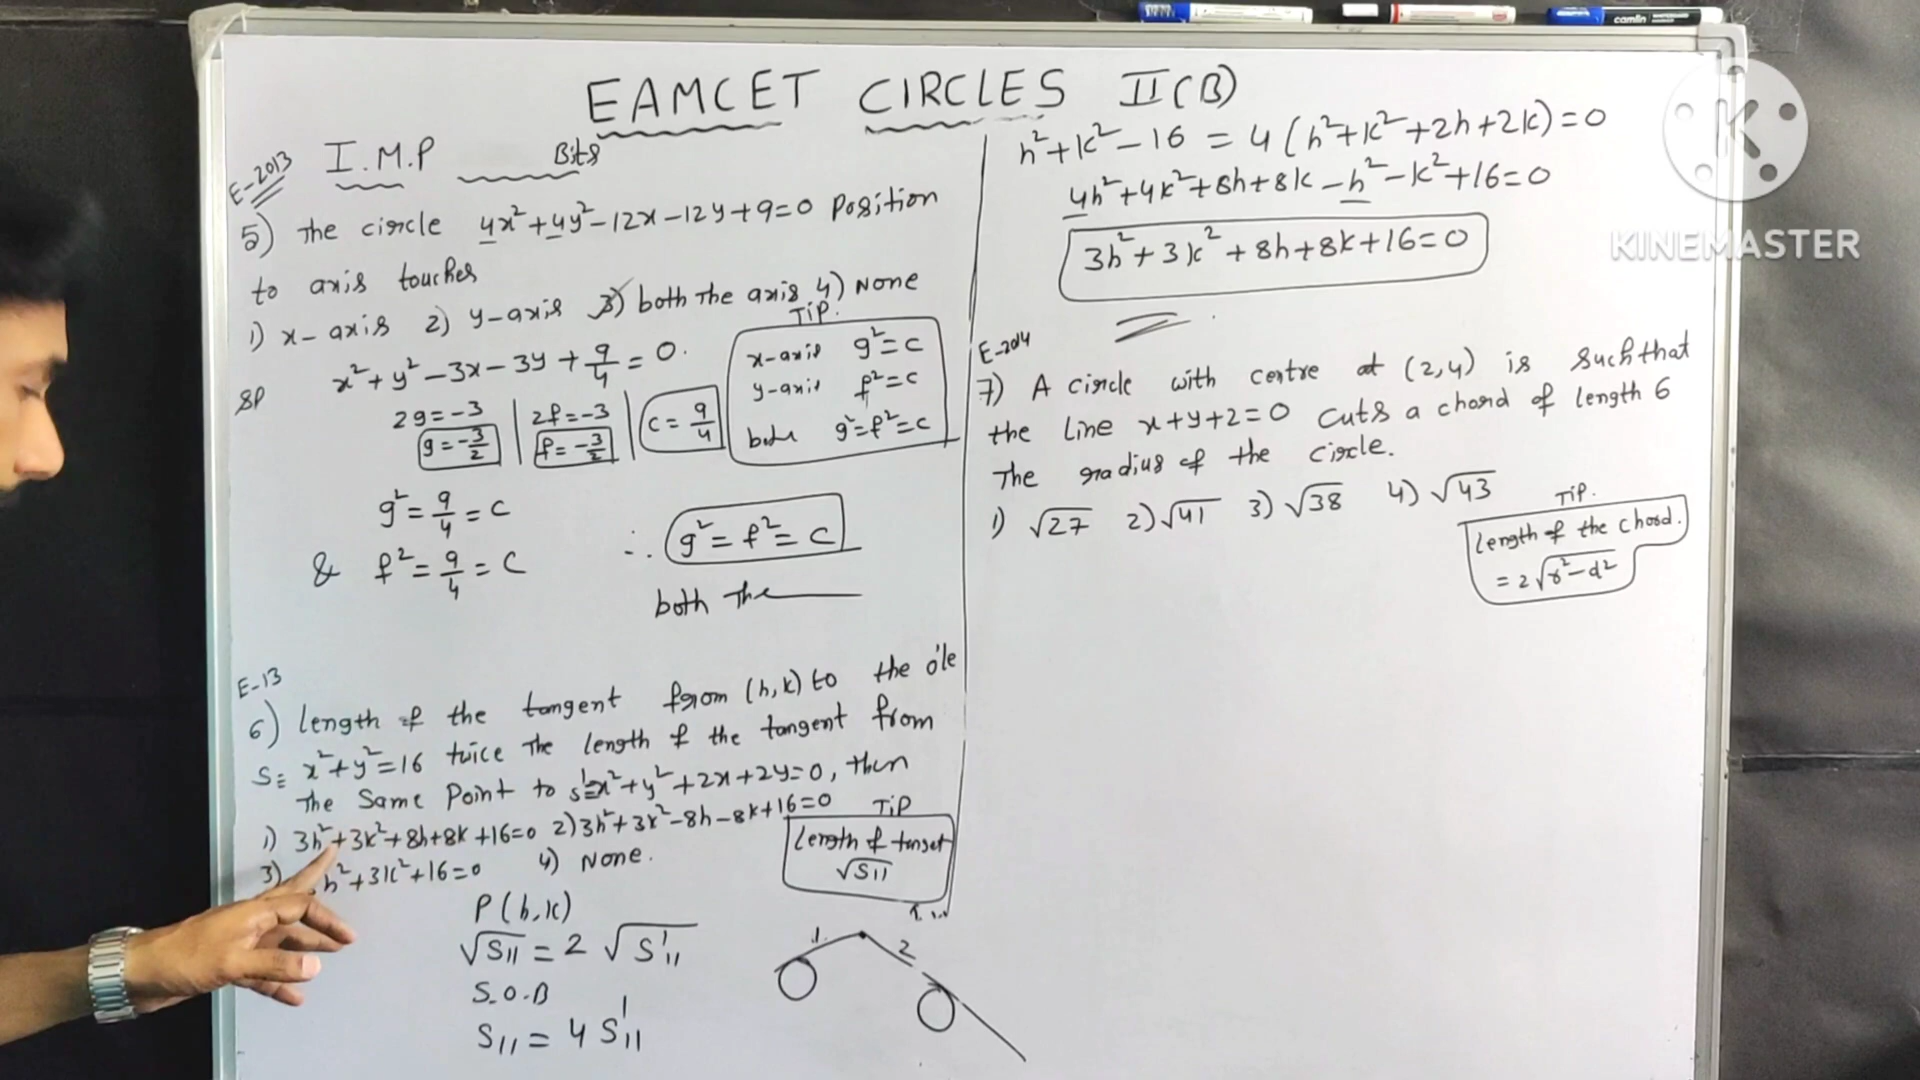 EAMCET CIRCLES II(B)
E-2013 I.M.P Bits
5) The circle 4x²+4y²-12x-12y+9=0 Position
to axis touches
1) x-axis 2) y-axis 3) both the axis 4) None
SP x²+y²-3x-3y+9/4=0.
2g=-3 | 2f=-3 | c=9/4
g=-3/2 | f=-3/2
TiP.
x-axis g²=c
y-axis f²=c
both g²=f²=c
g²=9/4=c
& f²=9/4=c
∴ g²=f²=c
both the
E-13
6) Length of the tangent from (h,k) to the o'le
S≡ x²+y²=16 twice the length of the tangent from
the Same Point to S'≡x²+y²+2x+2y=0, then
1) 3h²+3k²+8h+8k+16=0 2) 3h²+3k²-8h-8k+16=0
3) h²+3k²+16=0 4) None.
TiP
Length of tanget
√S11
P(h,k)
√S11 = 2 √S'11
S.O.B
S11 = 4 S'11
1. 2
h²+k²-16 = 4(h²+k²+2h+2k)=0
4h²+4k²+8h+8k-h²-k²+16=0
3h²+3k²+8h+8k+16=0
E-2014
7) A circle with centre at (2,4) is such that
the Line x+y+2=0 cuts a chord of length 6
The radius of the circle.
1) √27 2) √41 3) √38 4) √43
TiP.
Length of the chord.
= 2√r²-d²
camlin
KINEMASTER